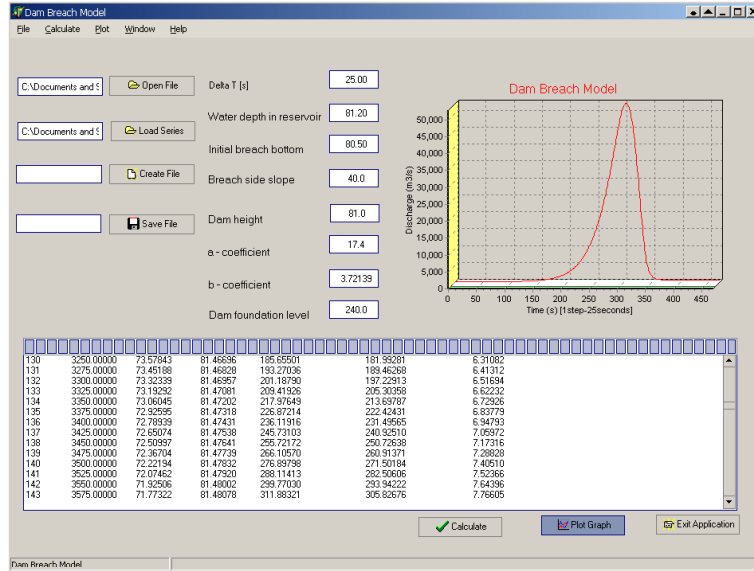 Dam Breach Model
File Calculate Plot Window Help
C:\Documents and S Open File Delta T [s] 25.00
C:\Documents and S Load Series Water depth in reservoir 81.20
Initial breach bottom 80.50
Create File Breach side slope 40.0
Save File Dam height 81.0
a - coefficient 17.4
b - coefficient 3.72139
Dam foundation level 240.0
Dam Breach Model
Discharge (m3/s)
50,000
45,000
40,000
35,000
30,000
25,000
20,000
15,000
10,000
5,000
0
0 50 100 150 200 250 300 350 400 450
Time (s) [1step-25seconds]
130 3250.00000 73.57843 81.46696 185.65501 181.99281 6.31082
131 3275.00000 73.45188 81.46828 193.27036 189.46268 6.41312
132 3300.00000 73.32339 81.46957 201.18790 197.22913 6.51694
133 3325.00000 73.19292 81.47081 209.41926 205.30358 6.62232
134 3350.00000 73.06045 81.47202 217.97649 213.69787 6.72926
135 3375.00000 72.92595 81.47318 226.87214 222.42431 6.83779
136 3400.00000 72.78939 81.47431 236.11916 231.49565 6.94793
137 3425.00000 72.65074 81.47538 245.73103 240.92510 7.05972
138 3450.00000 72.50997 81.47641 255.72172 250.72638 7.17316
139 3475.00000 72.36704 81.47739 266.10570 260.91371 7.28828
140 3500.00000 72.22194 81.47832 276.89798 271.50184 7.40510
141 3525.00000 72.07462 81.47920 288.11413 282.50606 7.52366
142 3550.00000 71.92506 81.48002 299.77030 293.94222 7.64396
143 3575.00000 71.77322 81.48078 311.88321 305.82676 7.76605
Calculate Plot Graph Exit Application
Dam Breach Model